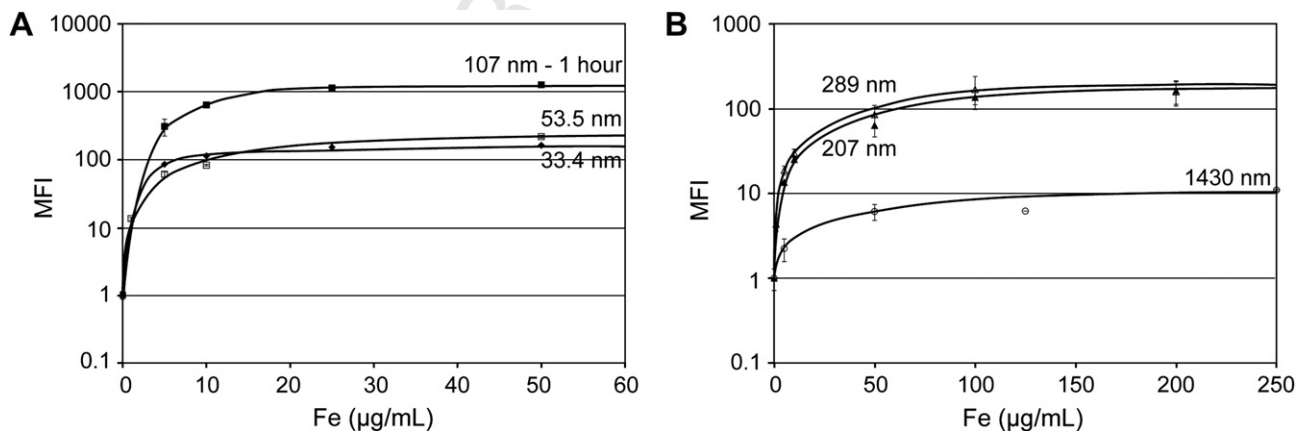 A
10000
1000
100
10
1
0.1
MFI
107 nm - 1 hour
53.5 nm
33.4 nm
0 10 20 30 40 50 60
Fe (µg/mL)
B
1000
100
10
1
0.1
MFI
289 nm
207 nm
1430 nm
0 50 100 150 200 250
Fe (µg/mL)